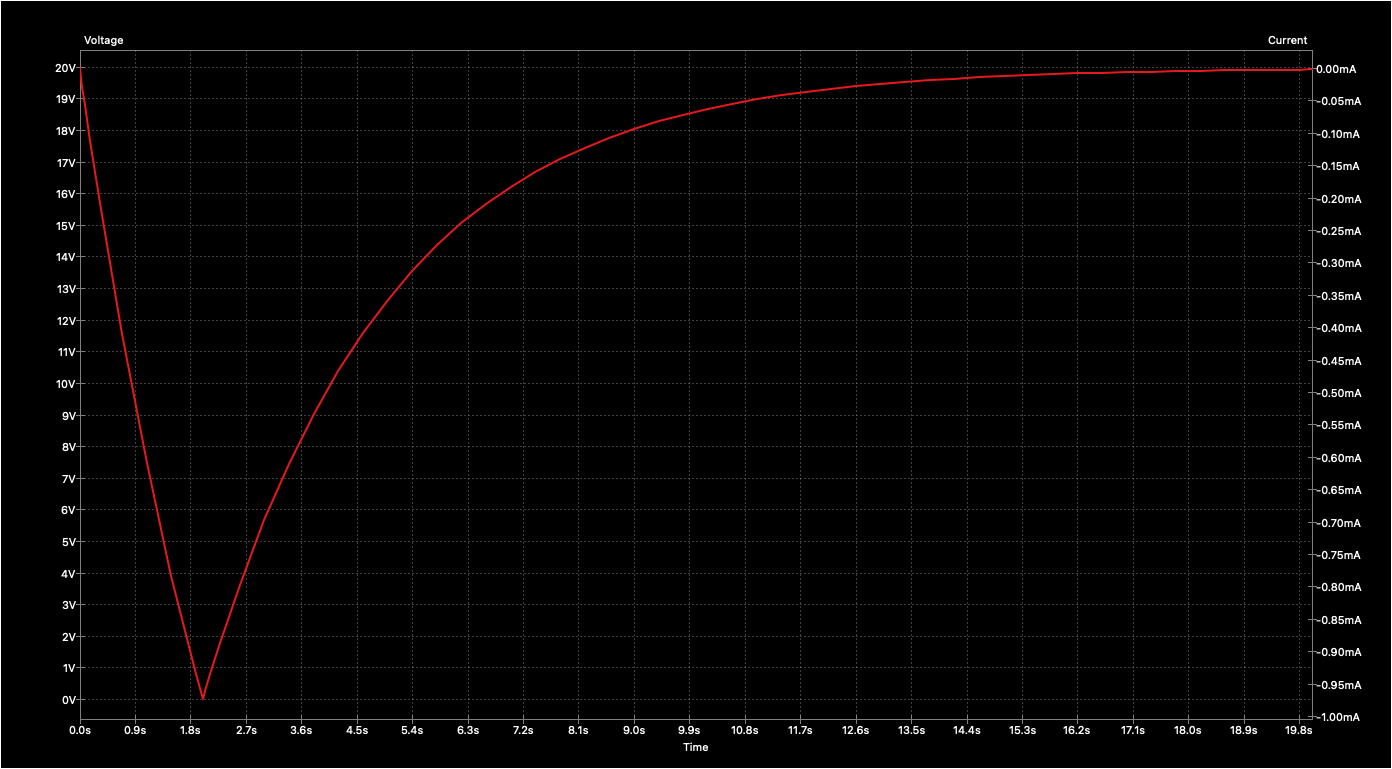 Voltage
Current
20V
19V
18V
17V
16V
15V
14V
13V
12V
11V
10V
9V
8V
7V
6V
5V
4V
3V
2V
1V
0V
0.00mA
-0.05mA
-0.10mA
-0.15mA
-0.20mA
-0.25mA
-0.30mA
-0.35mA
-0.40mA
-0.45mA
-0.50mA
-0.55mA
-0.60mA
-0.65mA
-0.70mA
-0.75mA
-0.80mA
-0.85mA
-0.90mA
-0.95mA
-1.00mA
0.0s 0.9s 1.8s 2.7s 3.6s 4.5s 5.4s 6.3s 7.2s 8.1s 9.0s 9.9s 10.8s 11.7s 12.6s 13.5s 14.4s 15.3s 16.2s 17.1s 18.0s 18.9s 19.8s
Time